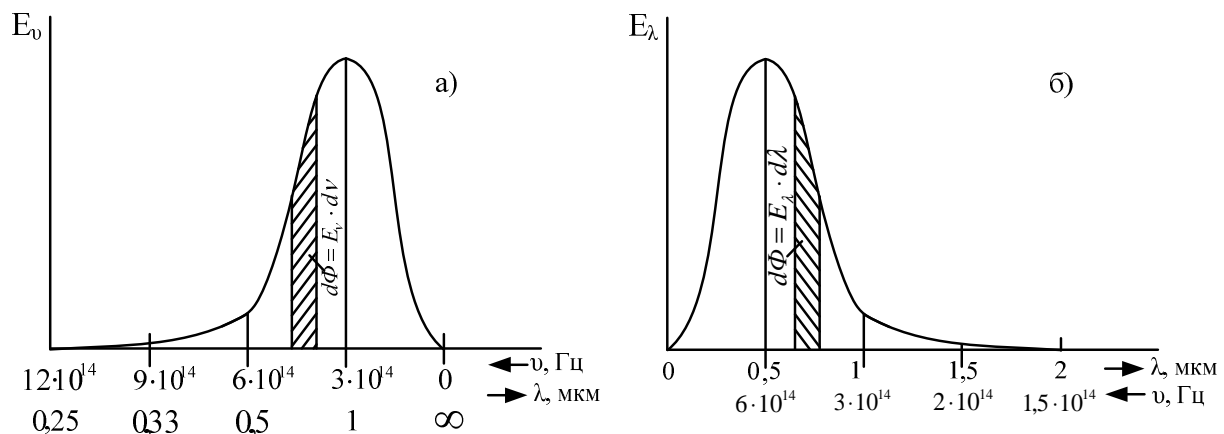 Eυ
а)
dΦ = Eν · dν
υ, Гц
12·10¹⁴ 9·10¹⁴ 6·10¹⁴ 3·10¹⁴ 0
λ, мкм
0,25 0,33 0,5 1 ∞
Eλ
б)
dΦ = Eλ · dλ
0 0,5 1 1,5 2 λ, мкм
6·10¹⁴ 3·10¹⁴ 2·10¹⁴ 1,5·10¹⁴ υ, Гц